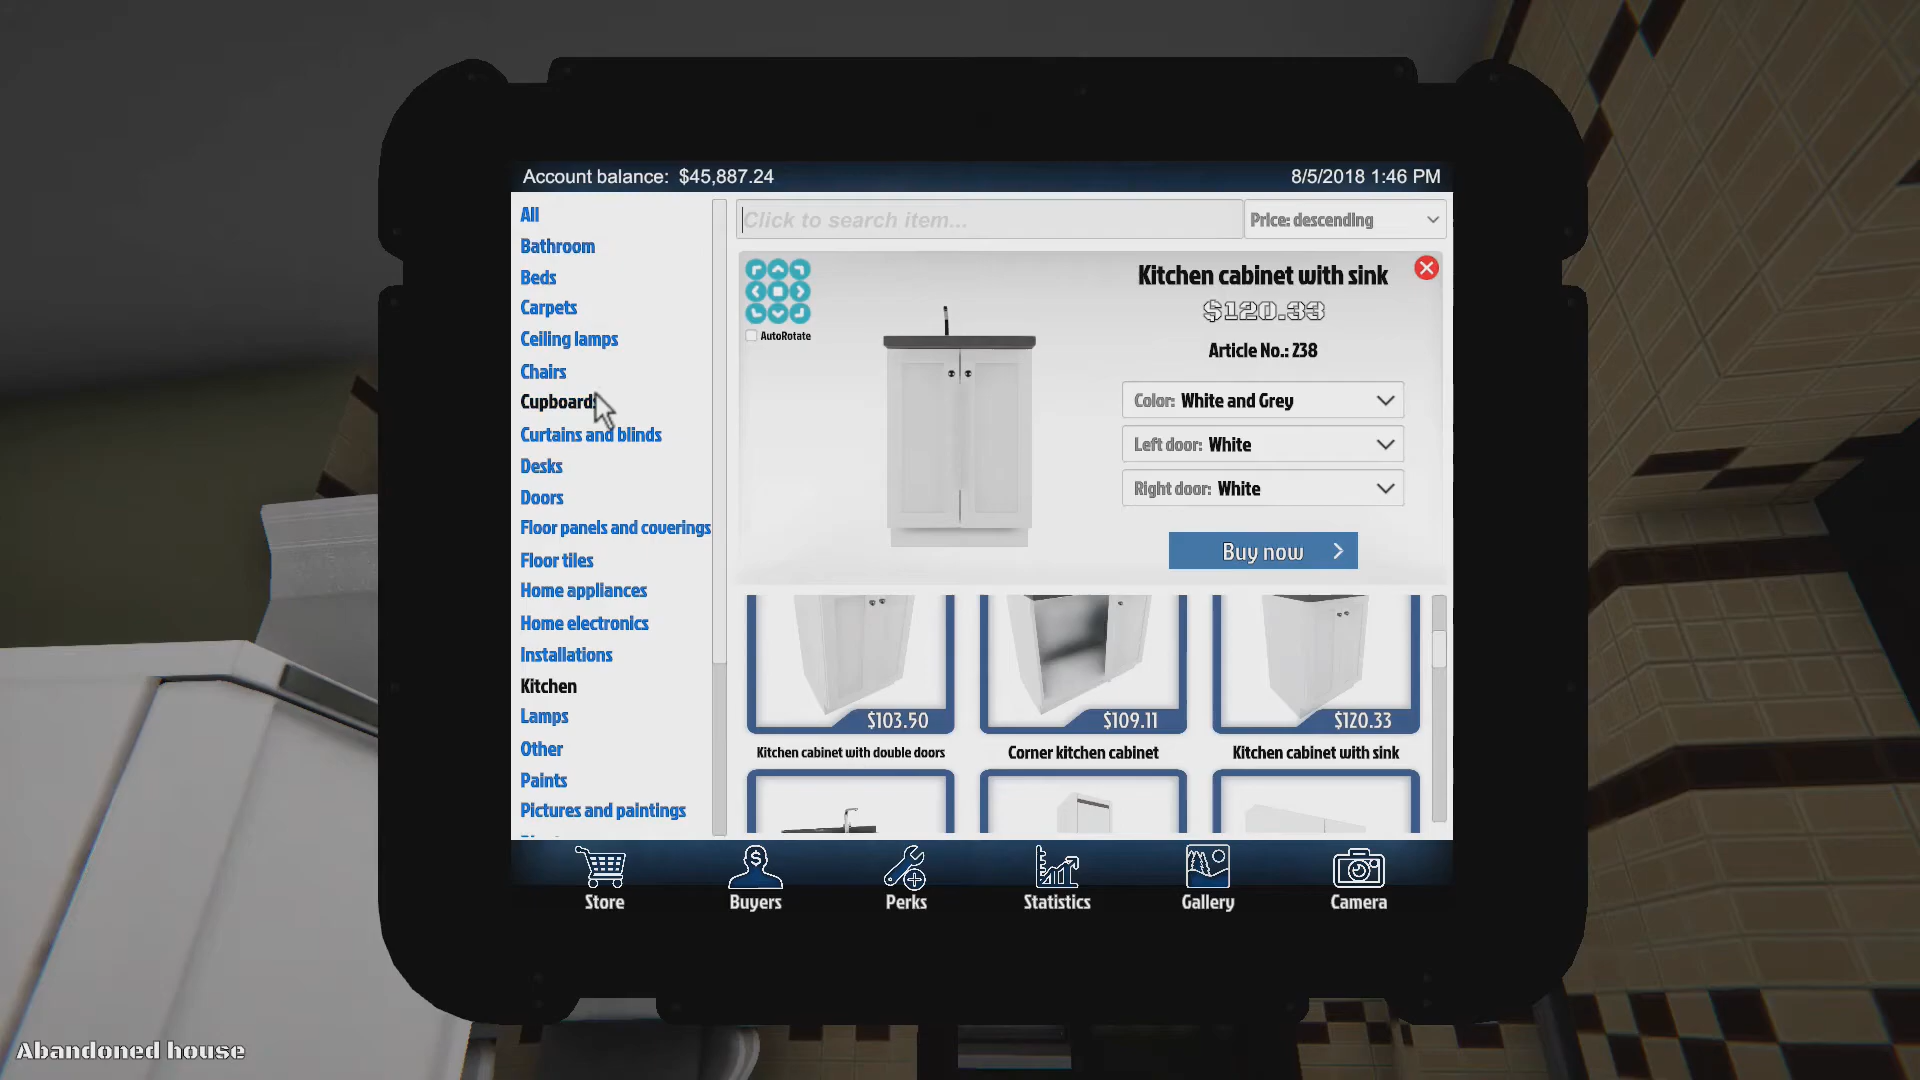 Account balance: $45,887.24
8/5/2018 1:46 PM
All
Bathroom
Beds
Carpets
Ceiling lamps
Chairs
Cupboards
Curtains and blinds
Desks
Doors
Floor panels and coverings
Floor tiles
Home appliances
Home electronics
Installations
Kitchen
Lamps
Other
Paints
Pictures and paintings
Click to search item...
Price: descending
AutoRotate
Kitchen cabinet with sink
$120.33
Article No.: 238
Color: White and Grey
Left door: White
Right door: White
Buy now
$103.50
$109.11
$120.33
Kitchen cabinet with double doors
Corner kitchen cabinet
Kitchen cabinet with sink
Store
Buyers
Perks
Statistics
Gallery
Camera
Abandoned house